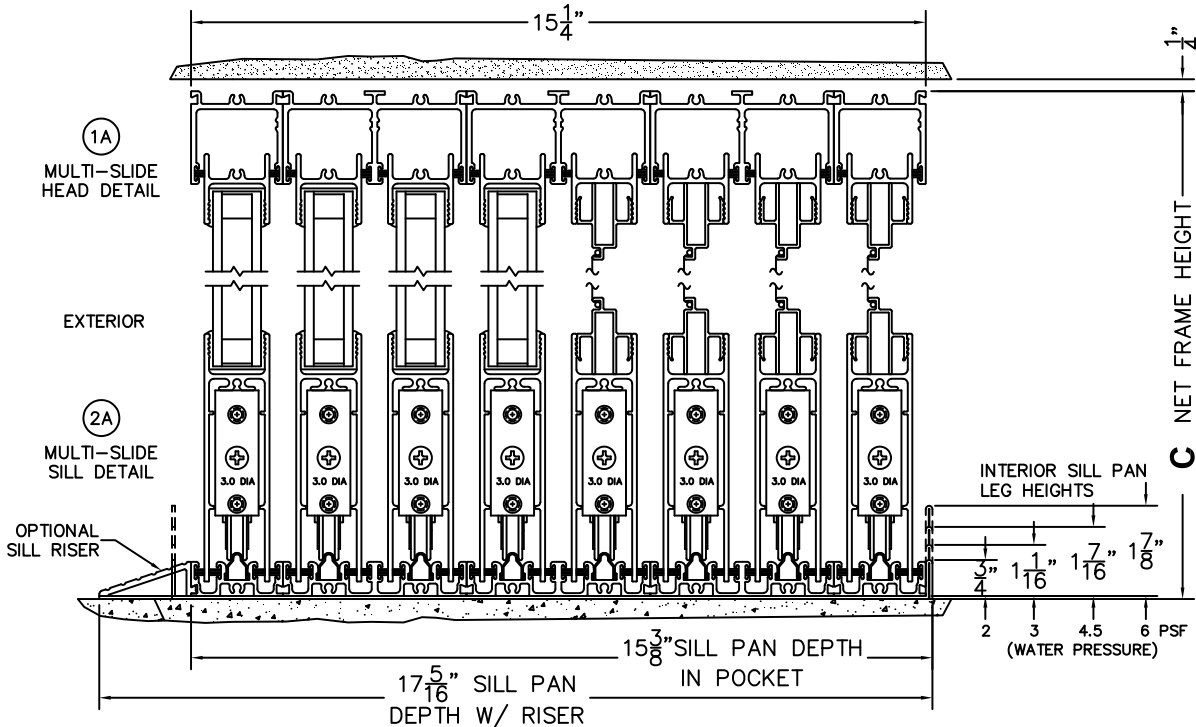 15 1/4"
1/4"
1A
MULTI-SLIDE
HEAD DETAIL
EXTERIOR
C NET FRAME HEIGHT
2A
MULTI-SLIDE
SILL DETAIL
3.0 DIA 3.0 DIA 3.0 DIA 3.0 DIA 3.0 DIA 3.0 DIA 3.0 DIA 3.0 DIA
INTERIOR SILL PAN
LEG HEIGHTS
OPTIONAL
SILL RISER
3/4" 1 1/16" 1 7/16" 1 7/8"
2 3 4.5 6 PSF
(WATER PRESSURE)
15 3/8" SILL PAN DEPTH
IN POCKET
17 5/16" SILL PAN
DEPTH W/ RISER